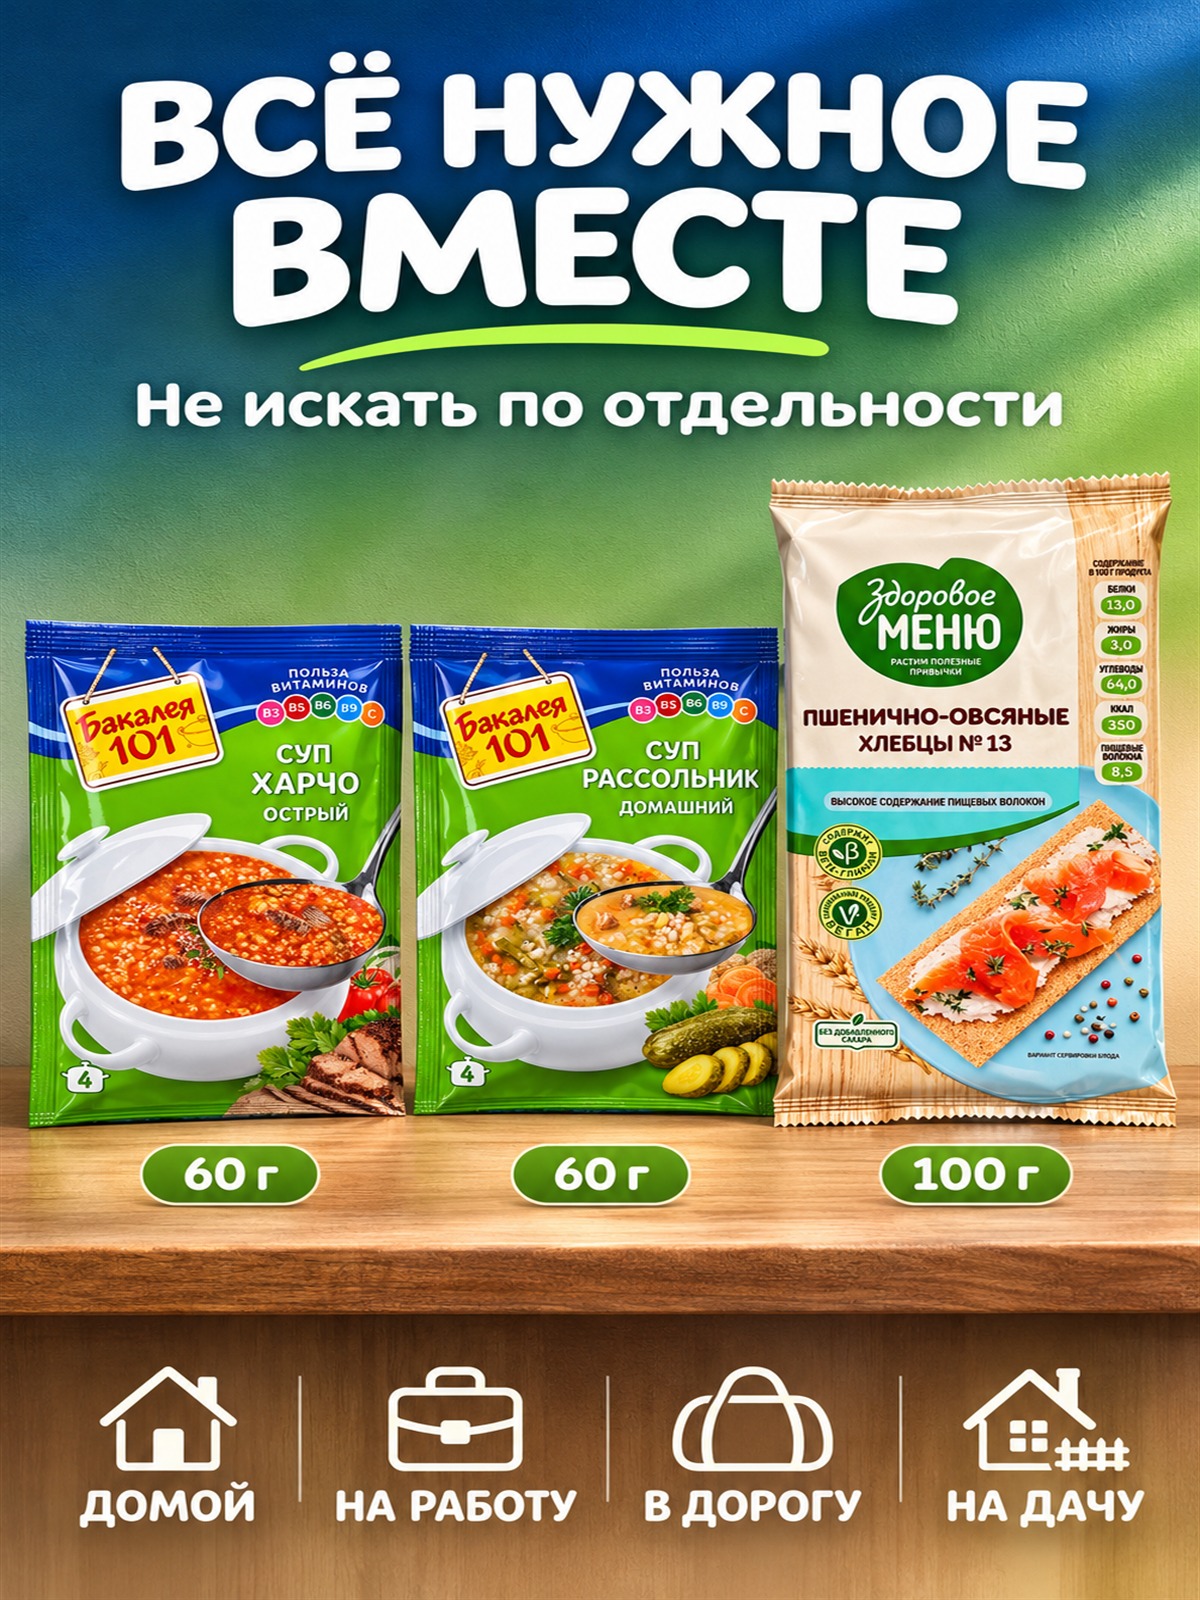 ВСЁ НУЖНОЕ
ВМЕСТЕ
Не искать по отдельности
Бакалея
101
ПОЛЬЗА
ВИТАМИНОВ
B3 B5 B6 B9 C
СУП
ХАРЧО
ОСТРЫЙ
4
Бакалея
101
ПОЛЬЗА
ВИТАМИНОВ
B3 B5 B6 B9 C
СУП
РАССОЛЬНИК
ДОМАШНИЙ
4
Здоровое
МЕНЮ
РАСТИМ ПОЛЕЗНЫЕ
ПРИВЫЧКИ
СОДЕРЖАНИЕ
В 100 Г ПРОДУКТА
БЕЛКИ
13,0
ЖИРЫ
3,0
УГЛЕВОДЫ
64,0
ККАЛ
350
ПИЩЕВЫЕ
ВОЛОКНА
8,5
ПШЕНИЧНО-ОВСЯНЫЕ
ХЛЕБЦЫ № 13
ВЫСОКОЕ СОДЕРЖАНИЕ ПИЩЕВЫХ ВОЛОКОН
СОДЕРЖИТ
β
V
ВЕГАН
БЕЗ ДОБАВЛЕННОГО
САХАРА
ВАРИАНТ СЕРВИРОВКИ БЛЮДА
60 г
60 г
100 г
ДОМОЙ
НА РАБОТУ
В ДОРОГУ
НА ДАЧУ